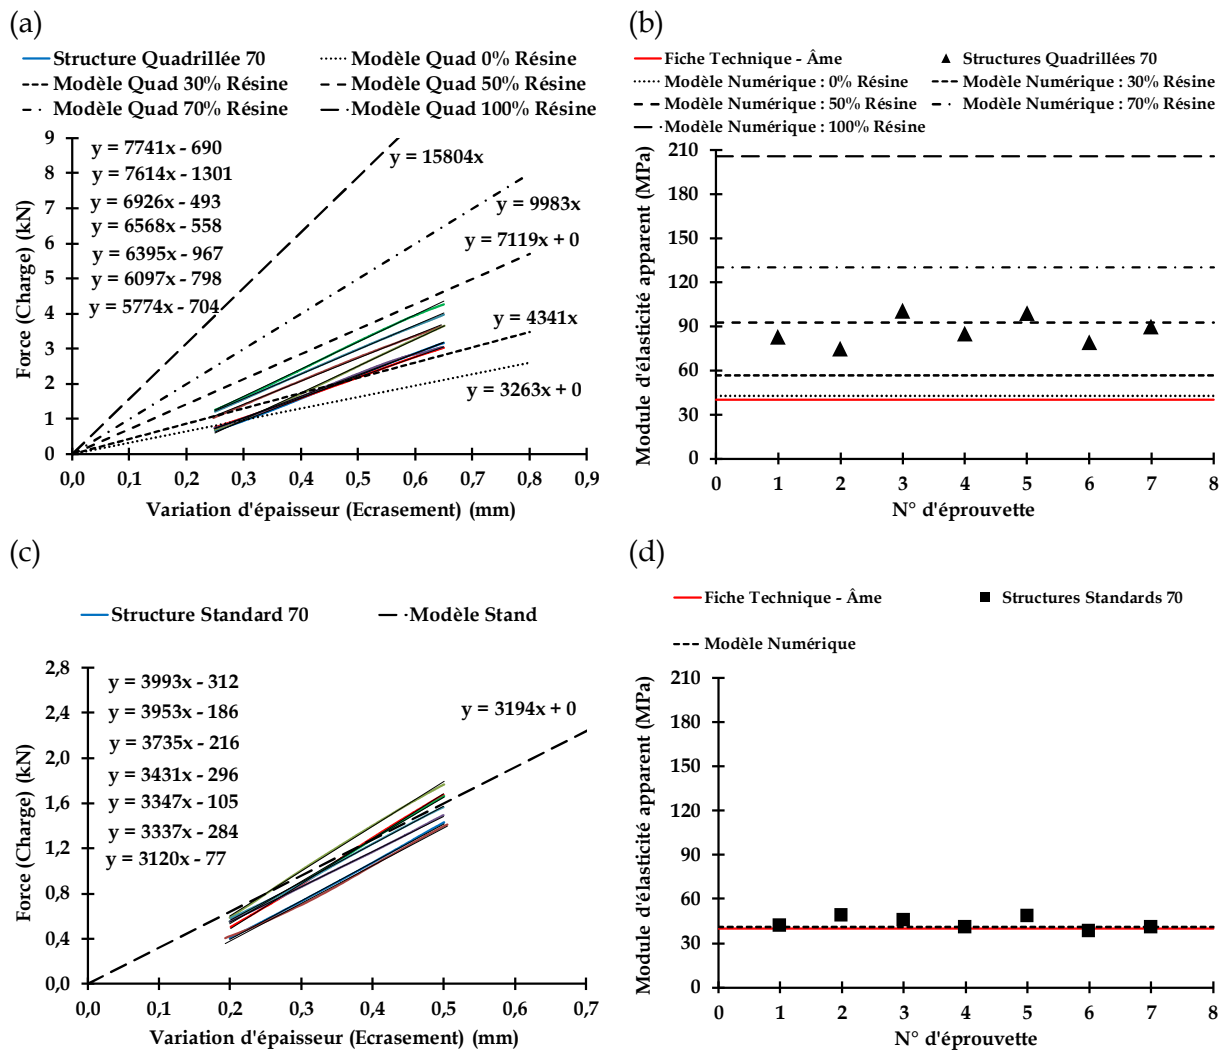 (a)
Structure Quadrillée 70
Modèle Quad 0% Résine
Modèle Quad 30% Résine
Modèle Quad 50% Résine
Modèle Quad 70% Résine
Modèle Quad 100% Résine
Force (Charge) (kN)
9
8
7
6
5
4
3
2
1
0
y = 7741x - 690
y = 7614x - 1301
y = 6926x - 493
y = 6568x - 558
y = 6395x - 967
y = 6097x - 798
y = 5774x - 704
y = 15804x
y = 9983x
y = 7119x + 0
y = 4341x
y = 3263x + 0
0,0 0,1 0,2 0,3 0,4 0,5 0,6 0,7 0,8 0,9
Variation d'épaisseur (Ecrasement) (mm)
(b)
Fiche Technique - Âme
Structures Quadrillées 70
Modèle Numérique : 0% Résine
Modèle Numérique : 30% Résine
Modèle Numérique : 50% Résine
Modèle Numérique : 70% Résine
Modèle Numérique : 100% Résine
Module d'élasticité apparent (MPa)
210
180
150
120
90
60
30
0
0 1 2 3 4 5 6 7 8
N° d'éprouvette
(c)
Structure Standard 70
Modèle Stand
Force (Charge) (kN)
2,8
2,4
2,0
1,6
1,2
0,8
0,4
0,0
y = 3993x - 312
y = 3953x - 186
y = 3735x - 216
y = 3431x - 296
y = 3347x - 105
y = 3337x - 284
y = 3120x - 77
y = 3194x + 0
0,0 0,1 0,2 0,3 0,4 0,5 0,6 0,7
Variation d'épaisseur (Ecrasement) (mm)
(d)
Fiche Technique - Âme
Structures Standards 70
Modèle Numérique
Module d'élasticité apparent (MPa)
210
180
150
120
90
60
30
0
0 1 2 3 4 5 6 7 8
N° d'éprouvette